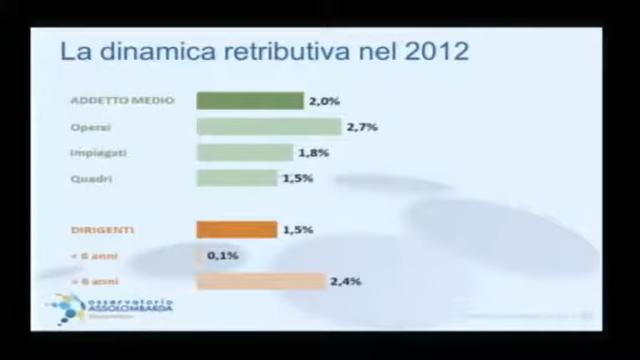 La dinamica retributiva nel 2012
ADDETTO MEDIO 2,0%
Operai 2,7%
Impiegati 1,8%
Quadri 1,5%
DIRIGENTI 1,5%
< 6 anni 0,1%
> 6 anni 2,4%
osservatorio
ASSOLOMBARDA